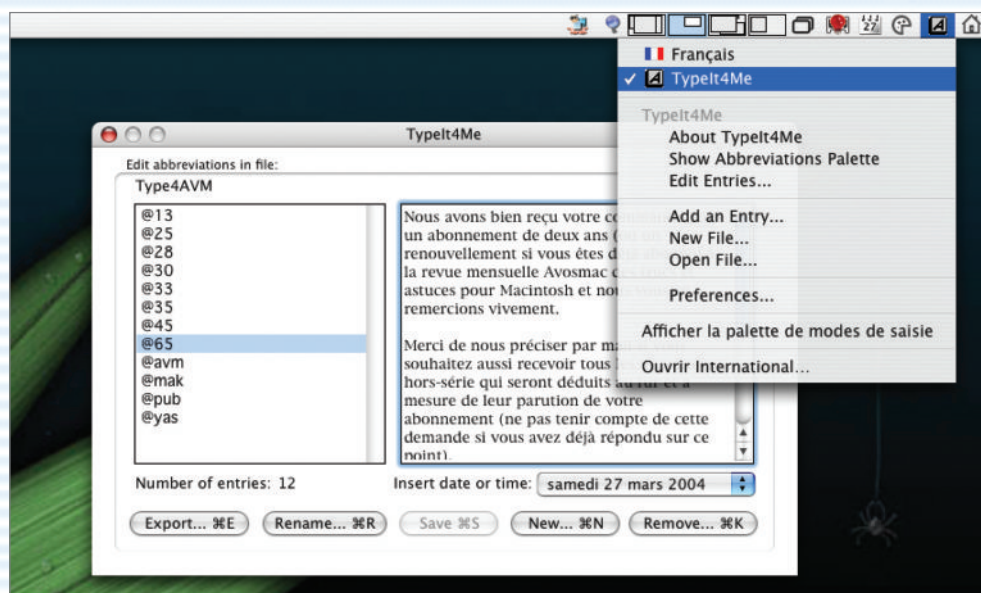 27
Français
✓ TypeIt4Me
TypeIt4Me
About TypeIt4Me
Show Abbreviations Palette
Edit Entries...
Add an Entry...
New File...
Open File...
Preferences...
Afficher la palette de modes de saisie
Ouvrir International...
TypeIt4Me
Edit abbreviations in file:
Type4AVM
@13
@25
@28
@30
@33
@35
@45
@65
@avm
@mak
@pub
@yas
Nous avons bien reçu votre
un abonnement de deux ans
renouvellement si vous êtes
la revue mensuelle Avosmac
astuces pour Macintosh et
remercions vivement.
Merci de nous préciser par
souhaitez aussi recevoir tous
hors-série qui seront déduits au fur et à
mesure de leur parution de votre
abonnement (ne pas tenir compte de cette
demande si vous avez déjà répondu sur ce
point).
Number of entries: 12
Insert date or time: samedi 27 mars 2004
Export... ⌘E
Rename... ⌘R
Save ⌘S
New... ⌘N
Remove... ⌘K